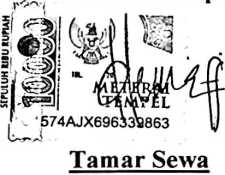 SEPULUH RIBU RUPIAH
10000
METERAI
TEMPEL
574AJX696339863
Tamar Sewa